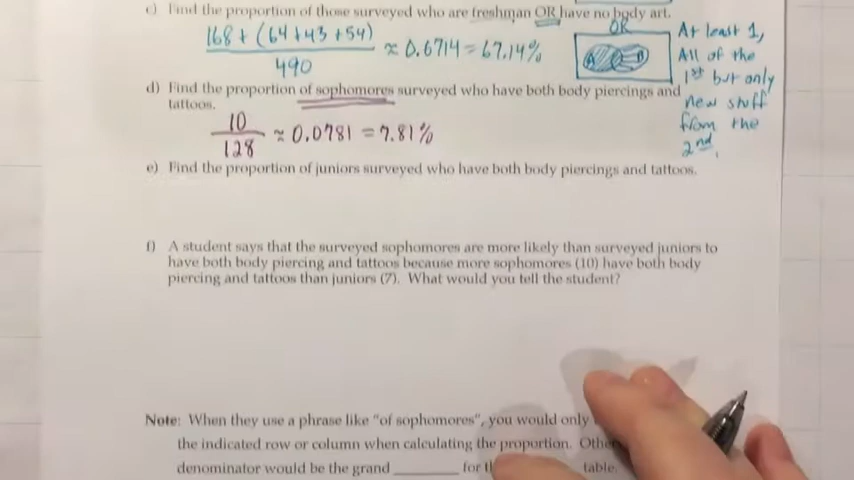 c) Find the proportion of those surveyed who are freshman OR have no body art.
168 + (64+43+54) / 490 ≈ 0.6714 = 67.14%
OR
A B
At least 1,
All of the
1st but only
new stuff
from the
2nd.
d) Find the proportion of sophomores surveyed who have both body piercings and
tattoos.
10 / 128 ≈ 0.0781 = 7.81%
e) Find the proportion of juniors surveyed who have both body piercings and tattoos.
f) A student says that the surveyed sophomores are more likely than surveyed juniors to
have both body piercing and tattoos because more sophomores (10) have both body
piercing and tattoos than juniors (7). What would you tell the student?
Note: When they use a phrase like "of sophomores", you would only
the indicated row or column when calculating the proportion.
denominator would be the grand ________ for table.